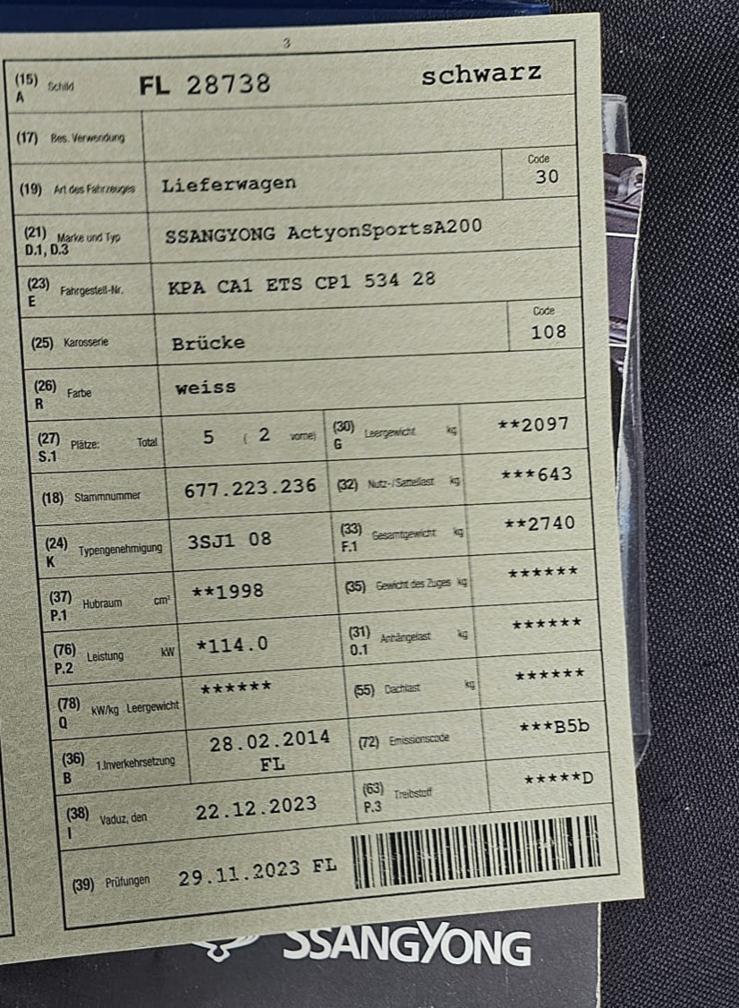 3
(15) A Schild FL 28738 schwarz
(17) Bes. Verwendung
(19) Art des Fahrzeuges Lieferwagen Code 30
(21) D.1, D.3 Marke und Typ SSANGYONG ActyonSportsA200
(23) E Fahrgestell-Nr. KPA CA1 ETS CP1 534 28
(25) Karosserie Brücke Code 108
(26) R Farbe weiss
(27) S.1 Plätze: Total 5 ( 2 vorne) (30) G Leergewicht kg **2097
(18) Stammnummer 677.223.236 (32) Nutz-/Sattellast kg ***643
(24) K Typengenehmigung 3SJ1 08 (33) F.1 Gesamtgewicht kg **2740
(37) P.1 Hubraum cm³ **1998 (35) Gewicht des Zuges kg ******
(76) P.2 Leistung kW *114.0 (31) O.1 Anhängelast kg ******
(78) Q kW/kg Leergewicht ****** (55) Dachlast kg ******
(36) B 1.Inverkehrsetzung 28.02.2014 FL (72) Emissionscode ***B5b
(38) I Vaduz, den 22.12.2023 (63) P.3 Treibstoff *****D
(39) Prüfungen 29.11.2023 FL
SSANGYONG